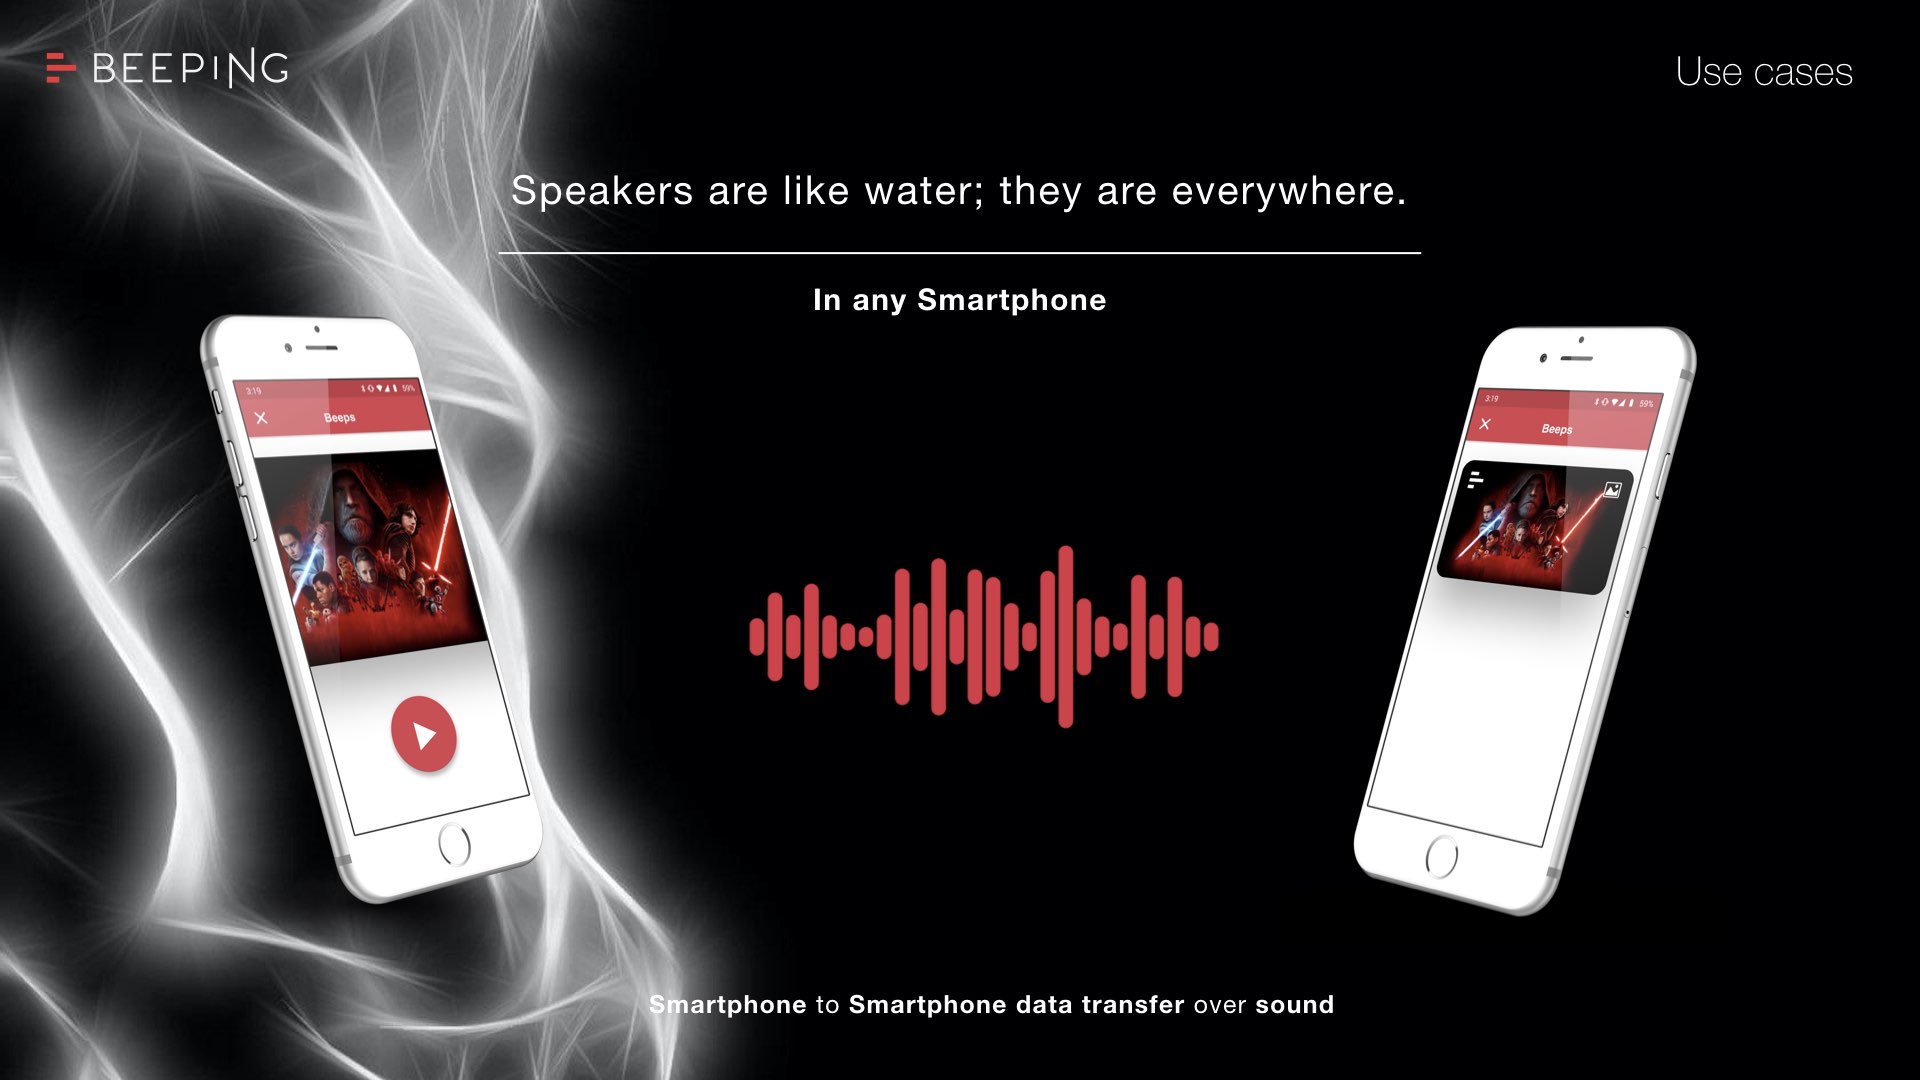 BEEPING
Use cases
Speakers are like water; they are everywhere.
In any Smartphone
3:19
59%
Beeps
3:19
59%
Beeps
Smartphone to Smartphone data transfer over sound